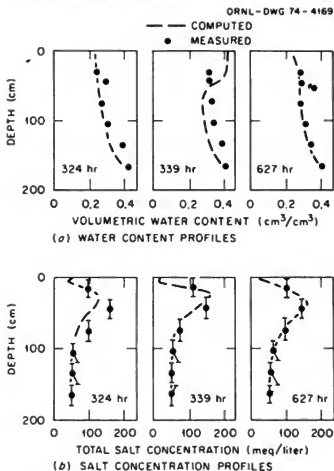 ORNL-DWG 74-4169
COMPUTED
MEASURED
0
100
200
DEPTH (cm)
324 hr
339 hr
627 hr
0 0.2 0.4 0 0.2 0.4 0 0.2 0.4
VOLUMETRIC WATER CONTENT (cm³/cm³)
(a) WATER CONTENT PROFILES
0
100
200
DEPTH (cm)
324 hr
339 hr
627 hr
0 100 200 0 100 200 0 100 200
TOTAL SALT CONCENTRATION (meq/liter)
(b) SALT CONCENTRATION PROFILES